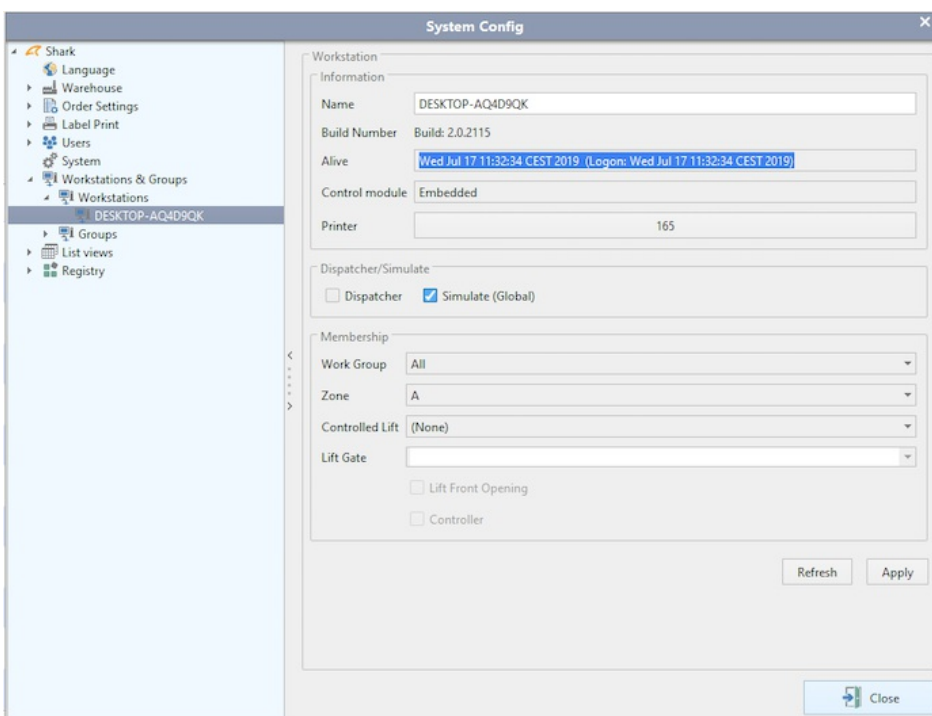 System Config
Shark
Language
Warehouse
Order Settings
Label Print
Users
System
Workstations & Groups
Workstations
DESKTOP-AQ4D9QK
Groups
List views
Registry
Workstation
Information
Name DESKTOP-AQ4D9QK
Build Number Build: 2.0.2115
Alive Wed Jul 17 11:32:34 CEST 2019 (Logon: Wed Jul 17 11:32:34 CEST 2019)
Control module Embedded
Printer 165
Dispatcher/Simulate
Dispatcher Simulate (Global)
Membership
Work Group All
Zone A
Controlled Lift (None)
Lift Gate
Lift Front Opening
Controller
Refresh Apply
Close